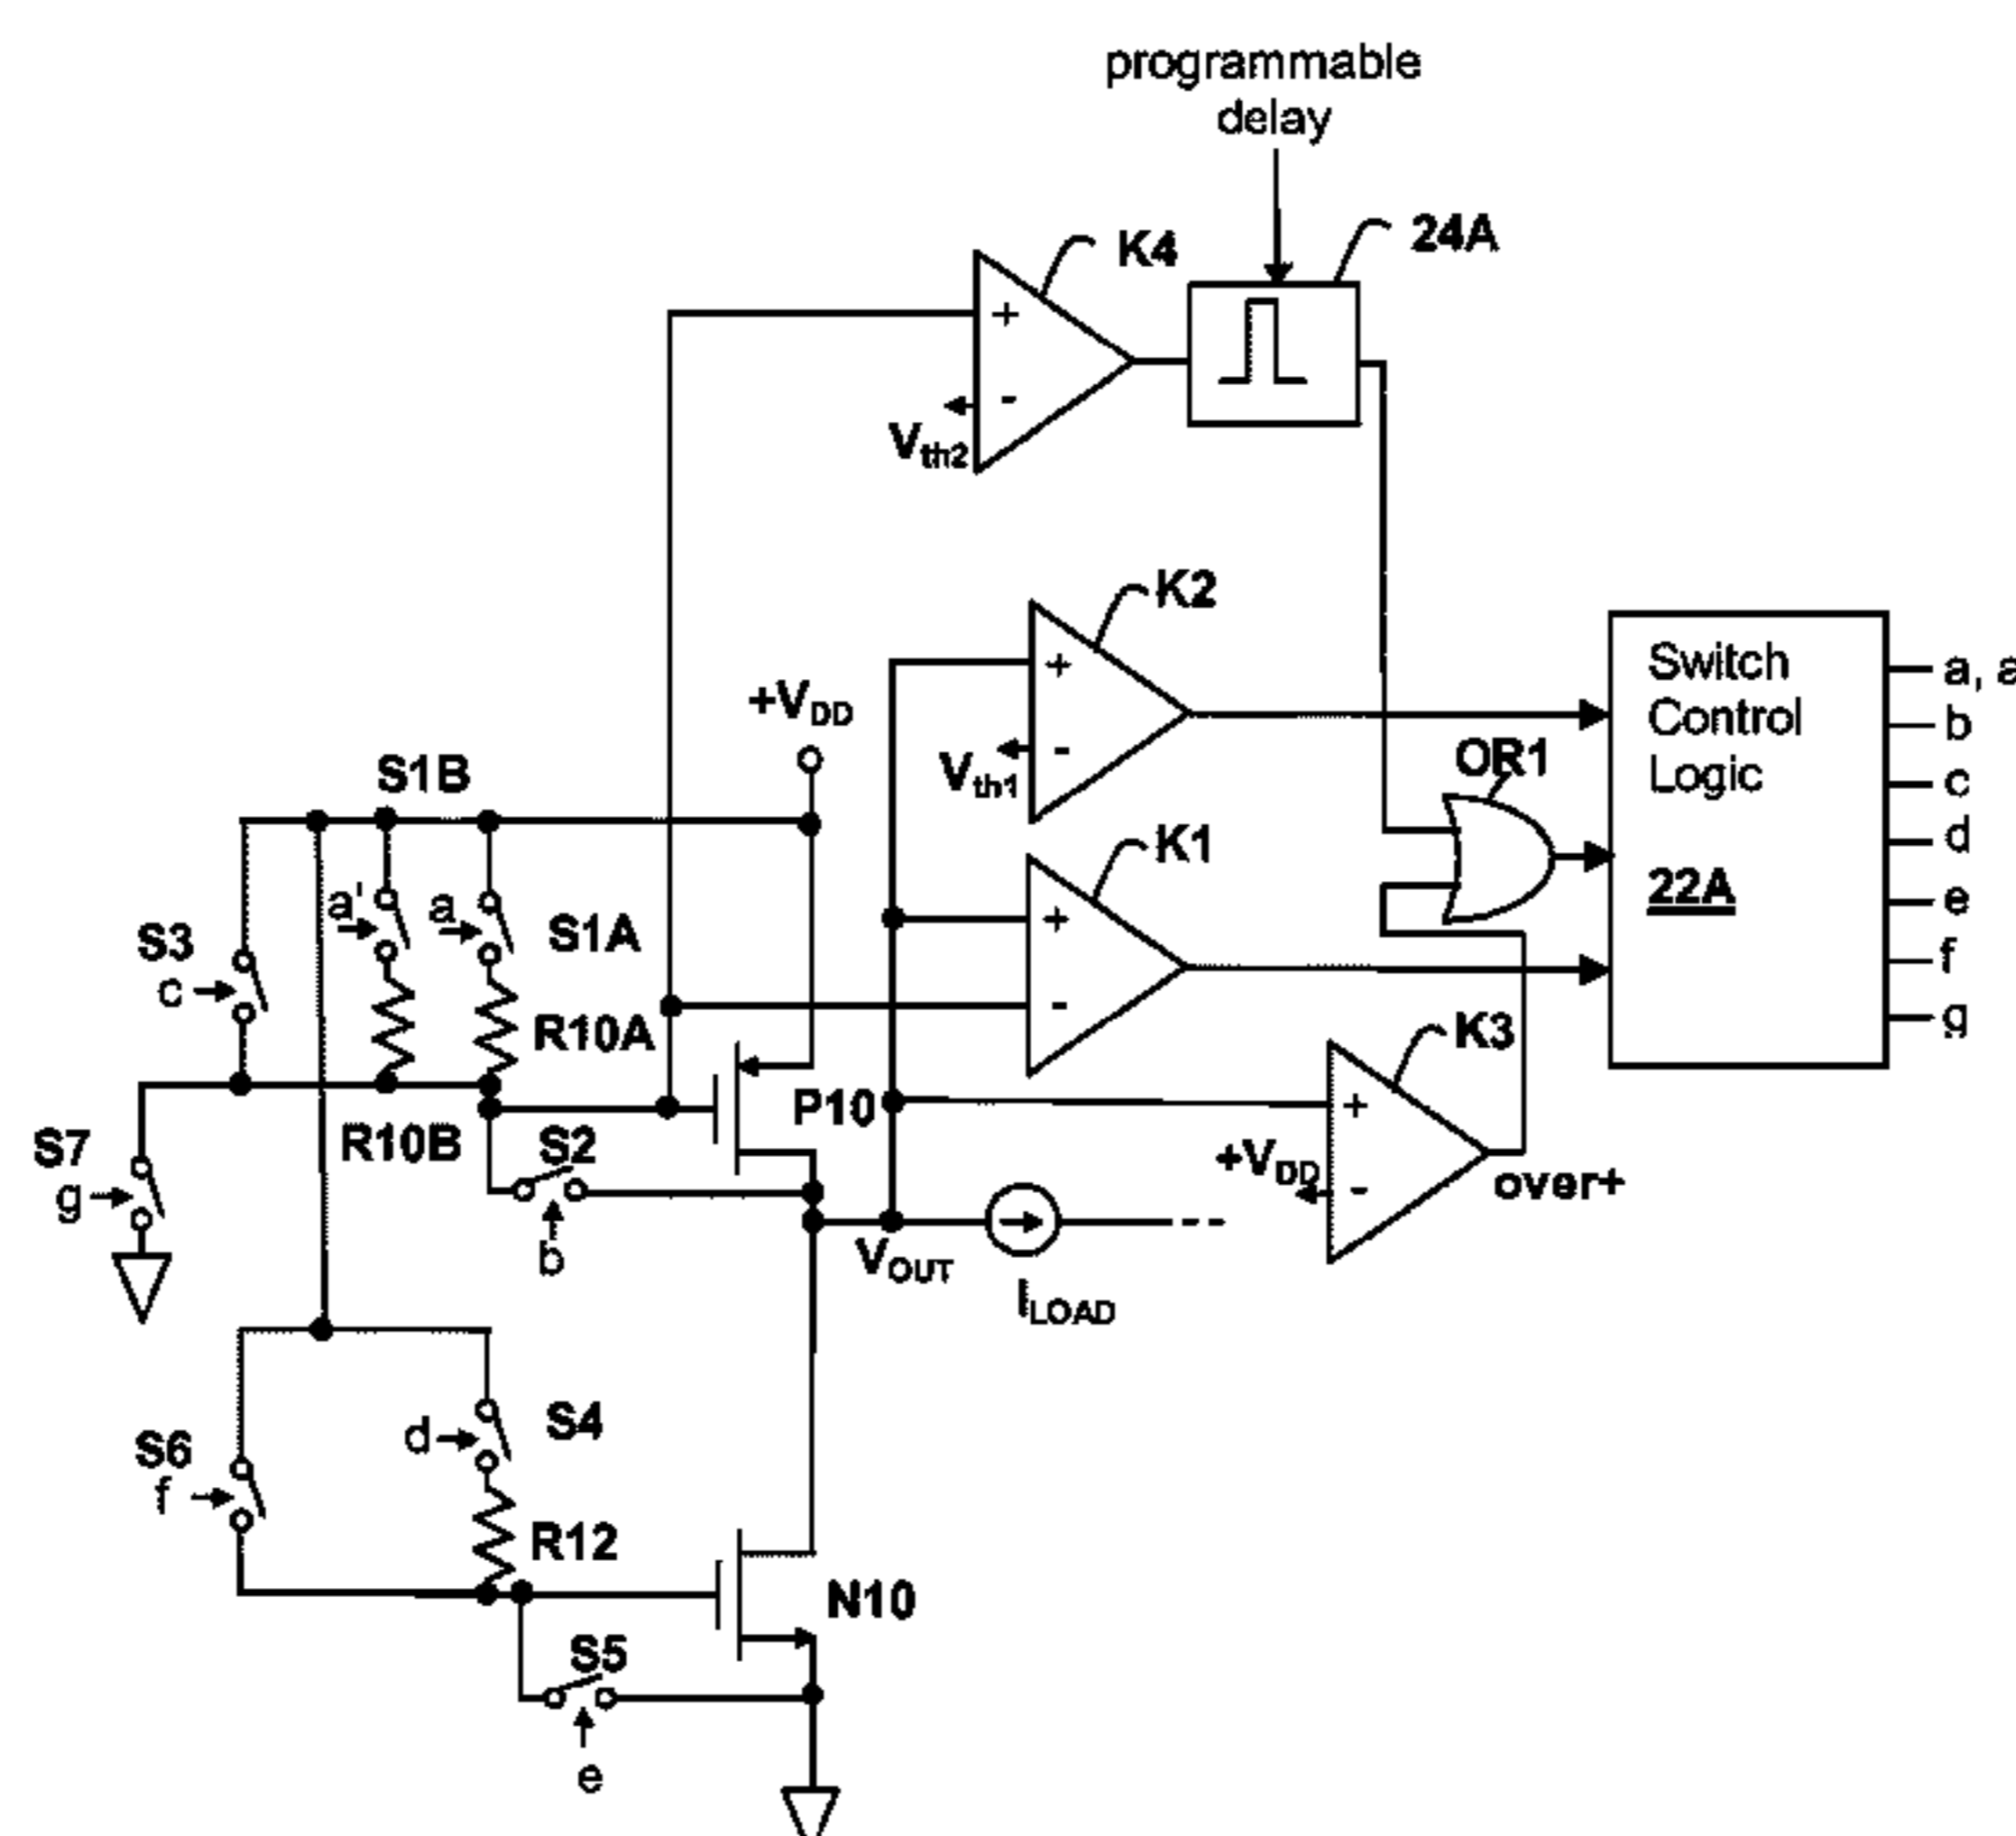 programmable
delay
K4
24A
+
-
Vth2
K2
+
-
Vth1
+VDD
S1B
K1
OR1
Switch
Control
Logic
22A
a, a
b
c
d
e
f
g
a'
a
S1A
S3
c
+
-
R10A
K3
P10
+
+VDD
-
over+
R10B
S2
b
S7
g
VOUT
ILOAD
d
S4
S6
f
R12
N10
S5
e